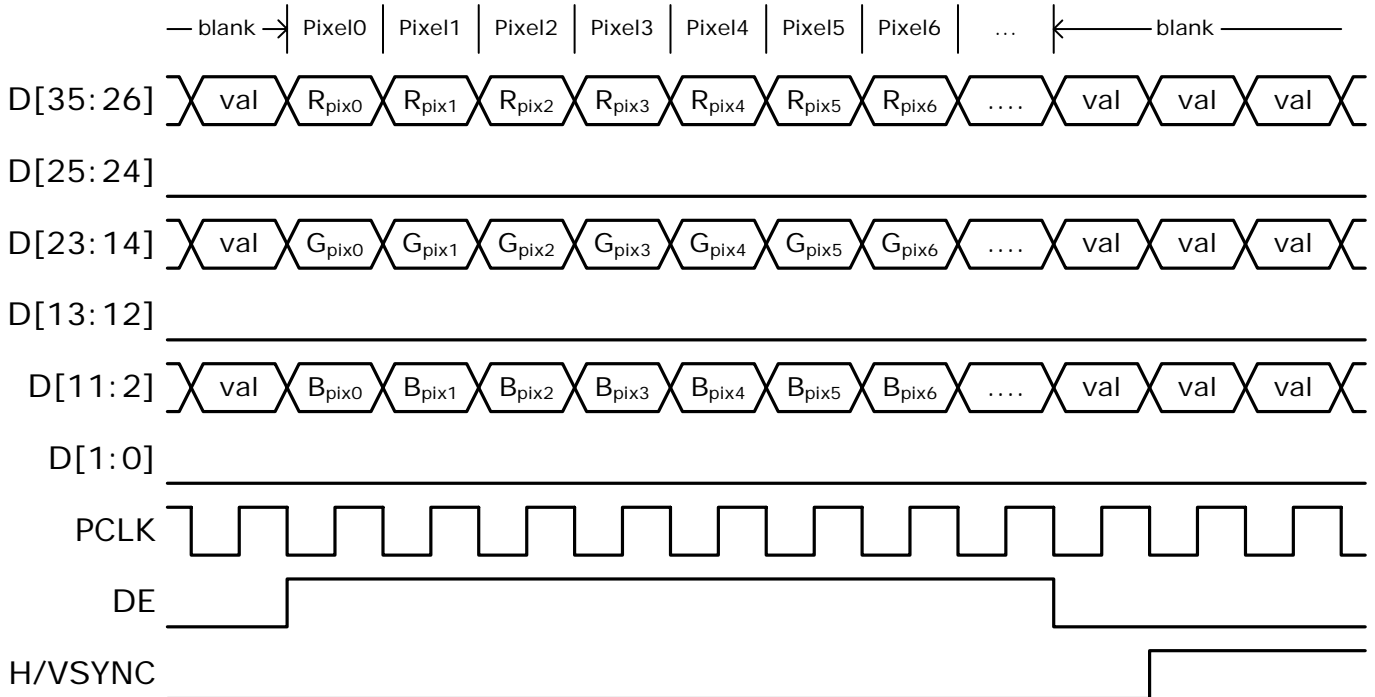 blank Pixel0 Pixel1 Pixel2 Pixel3 Pixel4 Pixel5 Pixel6 ... blank
D[35:26] val Rpix0 Rpix1 Rpix2 Rpix3 Rpix4 Rpix5 Rpix6 .... val val val
D[25:24]
D[23:14] val Gpix0 Gpix1 Gpix2 Gpix3 Gpix4 Gpix5 Gpix6 .... val val val
D[13:12]
D[11:2] val Bpix0 Bpix1 Bpix2 Bpix3 Bpix4 Bpix5 Bpix6 .... val val val
D[1:0]
PCLK
DE
H/VSYNC